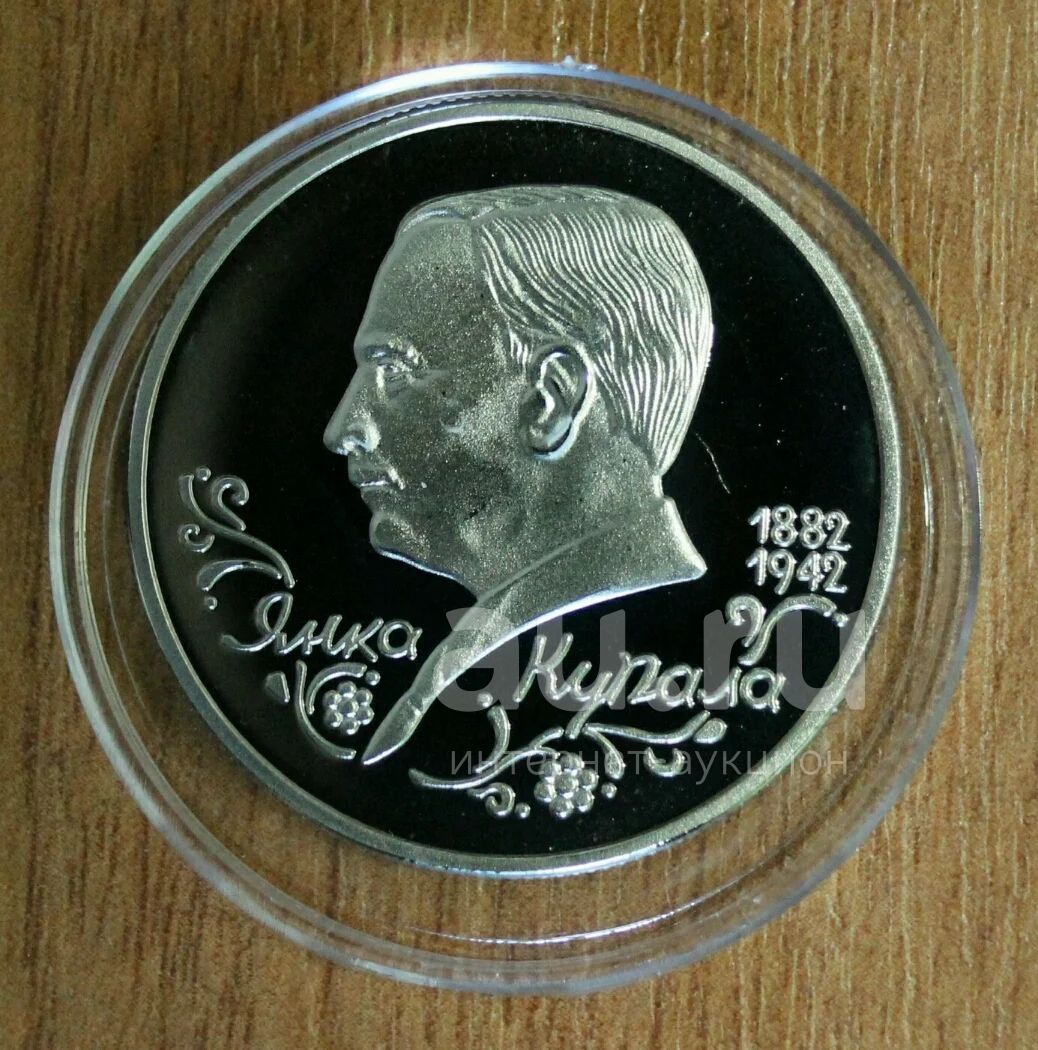 1882
1942
Янка
Купала
au.ru
интернет-аукцион